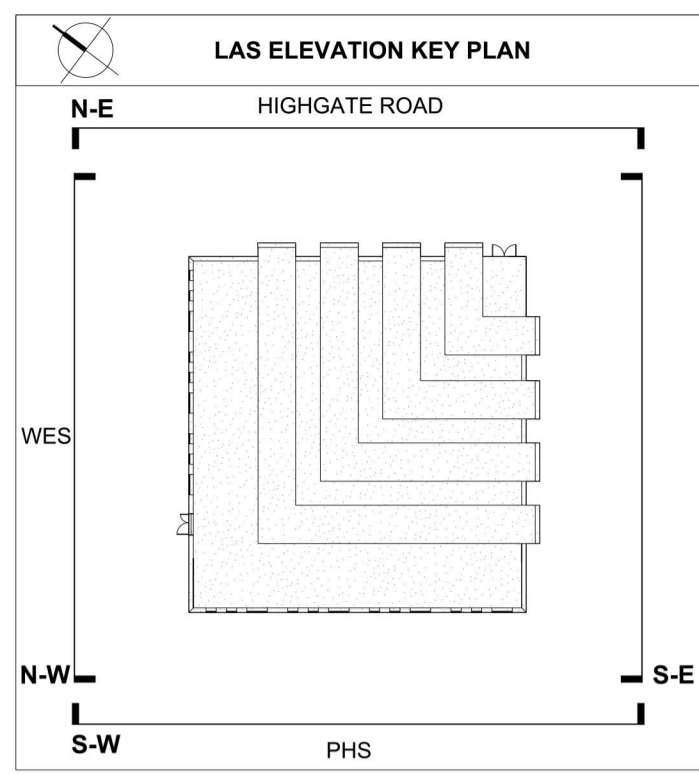 LAS ELEVATION KEY PLAN
N-E
HIGHGATE ROAD
WES
N-W
S-E
S-W
PHS